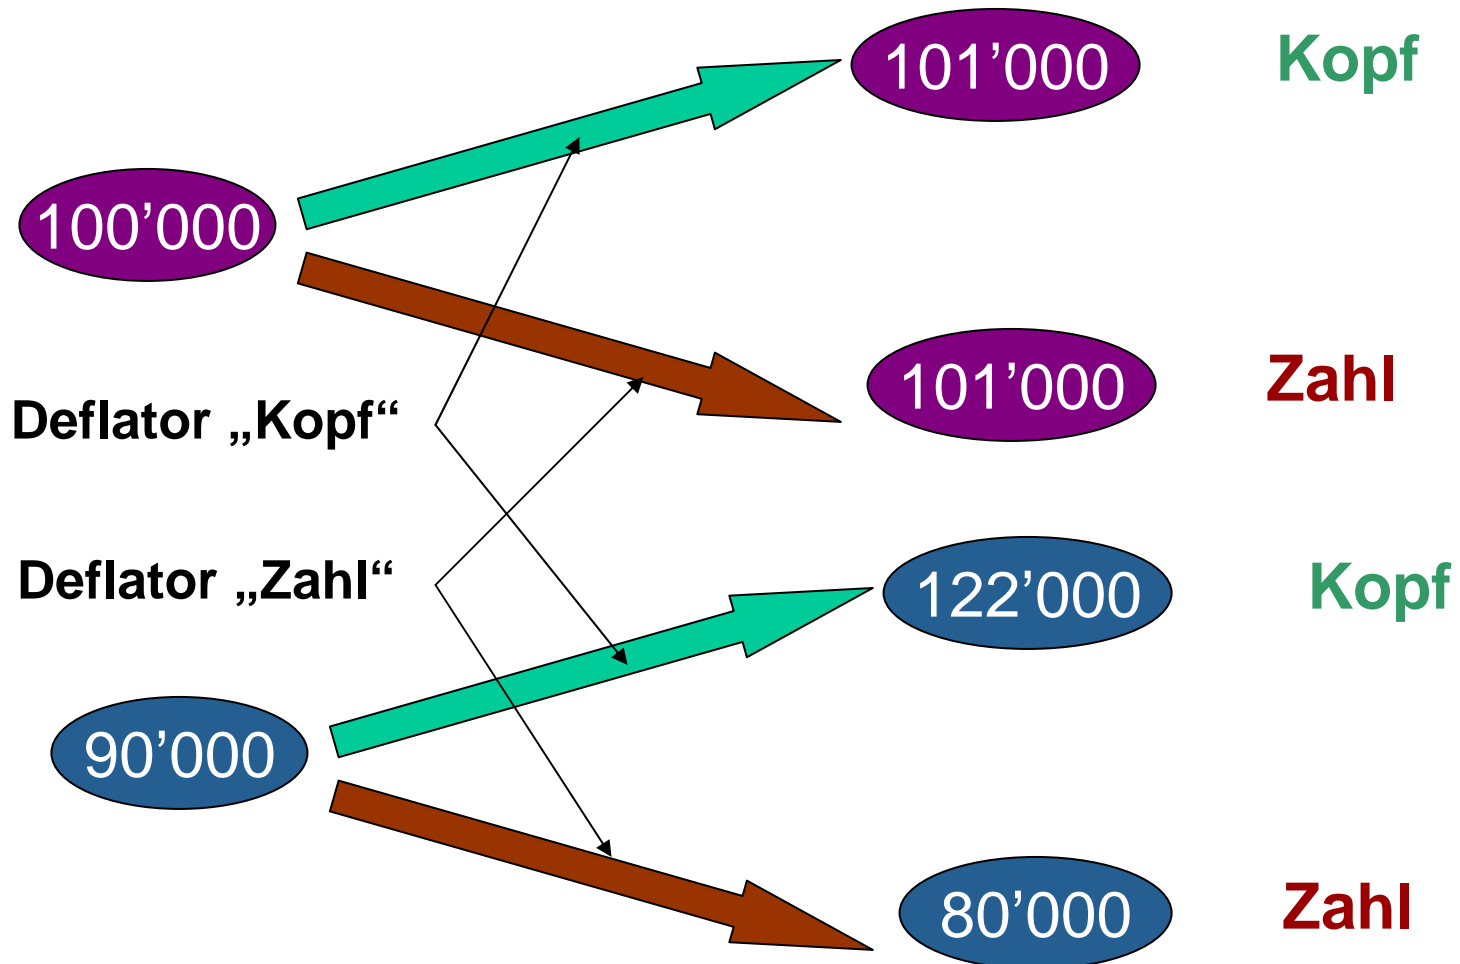 101’000 Kopf
100’000
101’000 Zahl
Deflator „Kopf“
122’000 Kopf
Deflator „Zahl“
90’000
80’000 Zahl